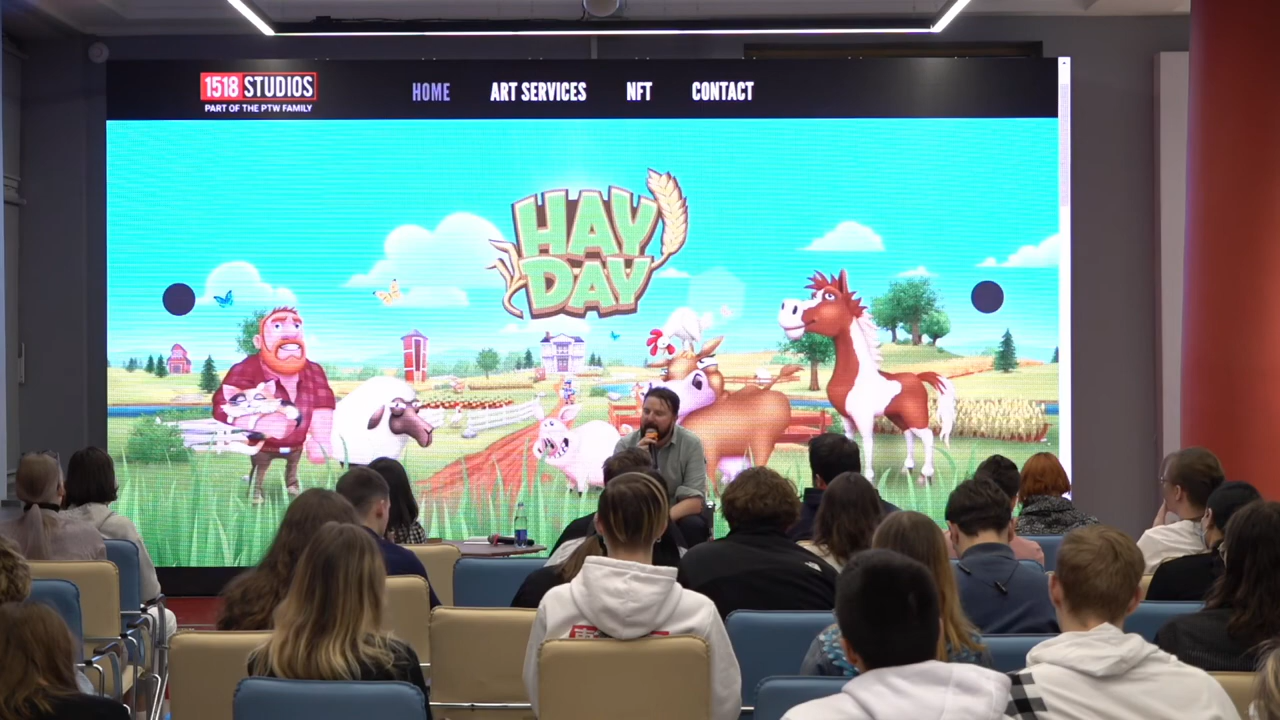 1518 STUDIOS
PART OF THE PTW FAMILY
HOME ART SERVICES NFT CONTACT
HAY
DAY